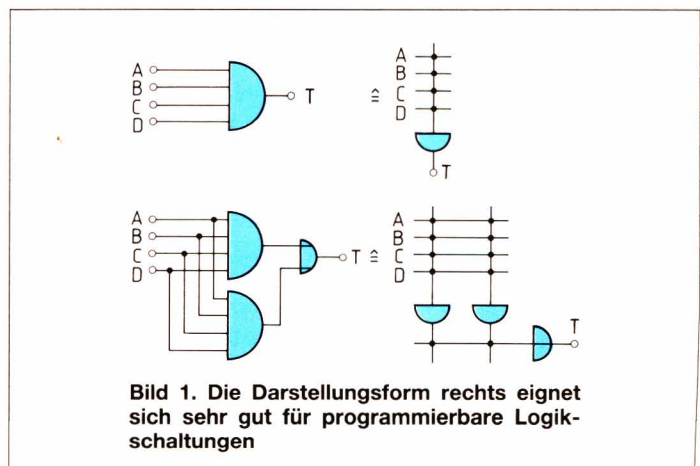 A
B
C
D
T
≙
A
B
C
D
T
A
B
C
D
T
≙
A
B
C
D
T
Bild 1. Die Darstellungsform rechts eignet
sich sehr gut für programmierbare Logik-
schaltungen